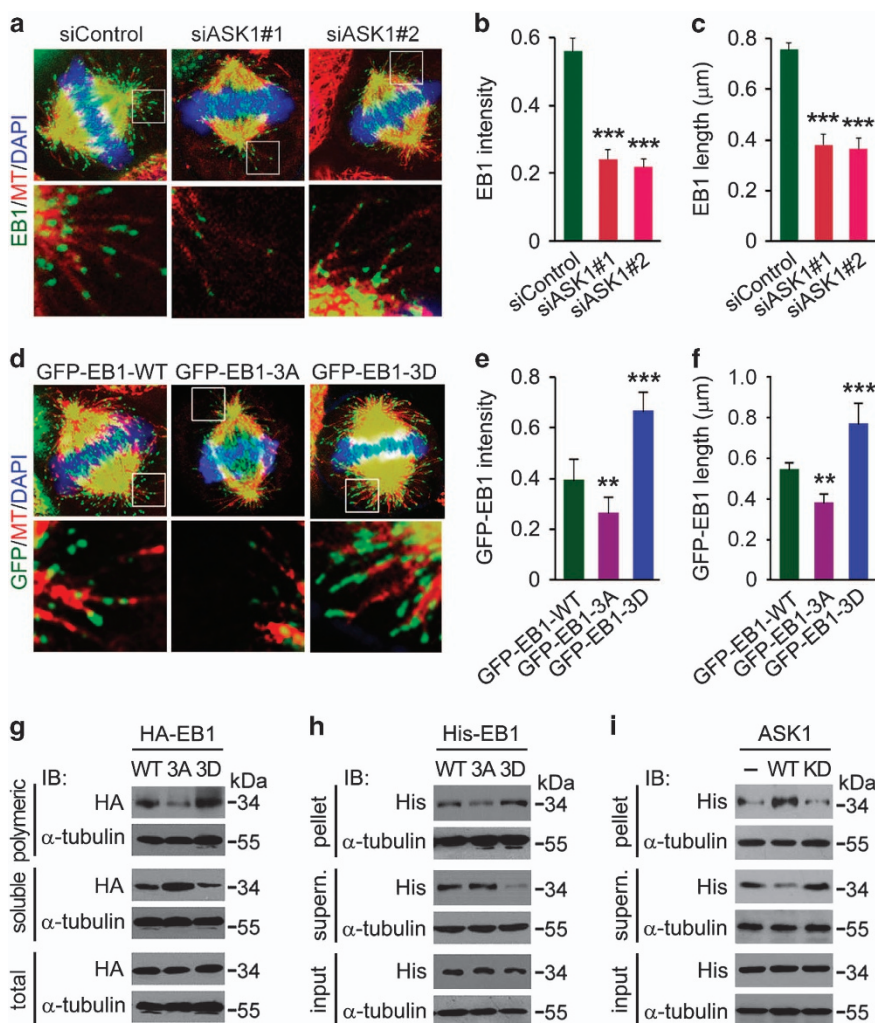 a
siControl siASK1#1 siASK1#2
EB1/MT/DAPI
b
EB1 intensity
0.6
0.4
0.2
0
*** ***
siControl
siASK1#1
siASK1#2
c
EB1 length (μm)
0.8
0.6
0.4
0.2
0
*** ***
siControl
siASK1#1
siASK1#2
d
GFP-EB1-WT GFP-EB1-3A GFP-EB1-3D
GFP/MT/DAPI
e
GFP-EB1 intensity
0.8
0.6
0.4
0.2
0
** ***
GFP-EB1-WT
GFP-EB1-3A
GFP-EB1-3D
f
GFP-EB1 length (μm)
1.0
0.8
0.6
0.4
0.2
0
** ***
GFP-EB1-WT
GFP-EB1-3A
GFP-EB1-3D
g
HA-EB1
IB: WT 3A 3D kDa
polymeric
HA -34
α-tubulin -55
soluble
HA -34
α-tubulin -55
total
HA -34
α-tubulin -55
h
His-EB1
IB: WT 3A 3D kDa
pellet
His -34
α-tubulin -55
supern.
His -34
α-tubulin -55
input
His -34
α-tubulin -55
i
ASK1
IB: – WT KD kDa
pellet
His -34
α-tubulin -55
supern.
His -34
α-tubulin -55
input
His -34
α-tubulin -55